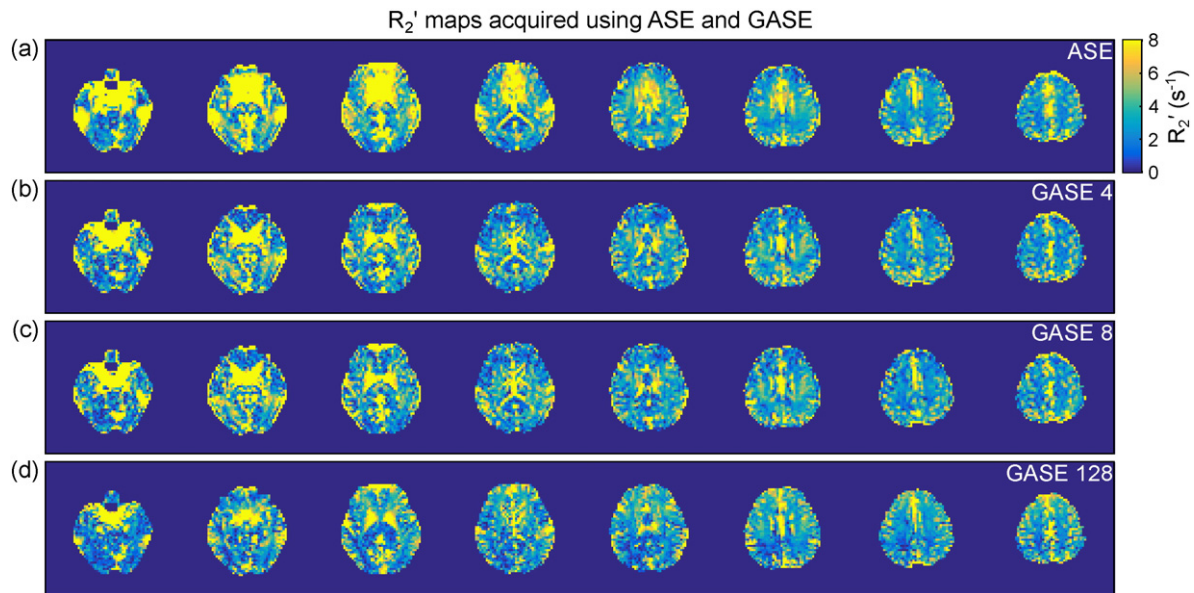 R₂' maps acquired using ASE and GASE
(a)
ASE
8
6
4
2
0
R₂' (s⁻¹)
(b)
GASE 4
(c)
GASE 8
(d)
GASE 128